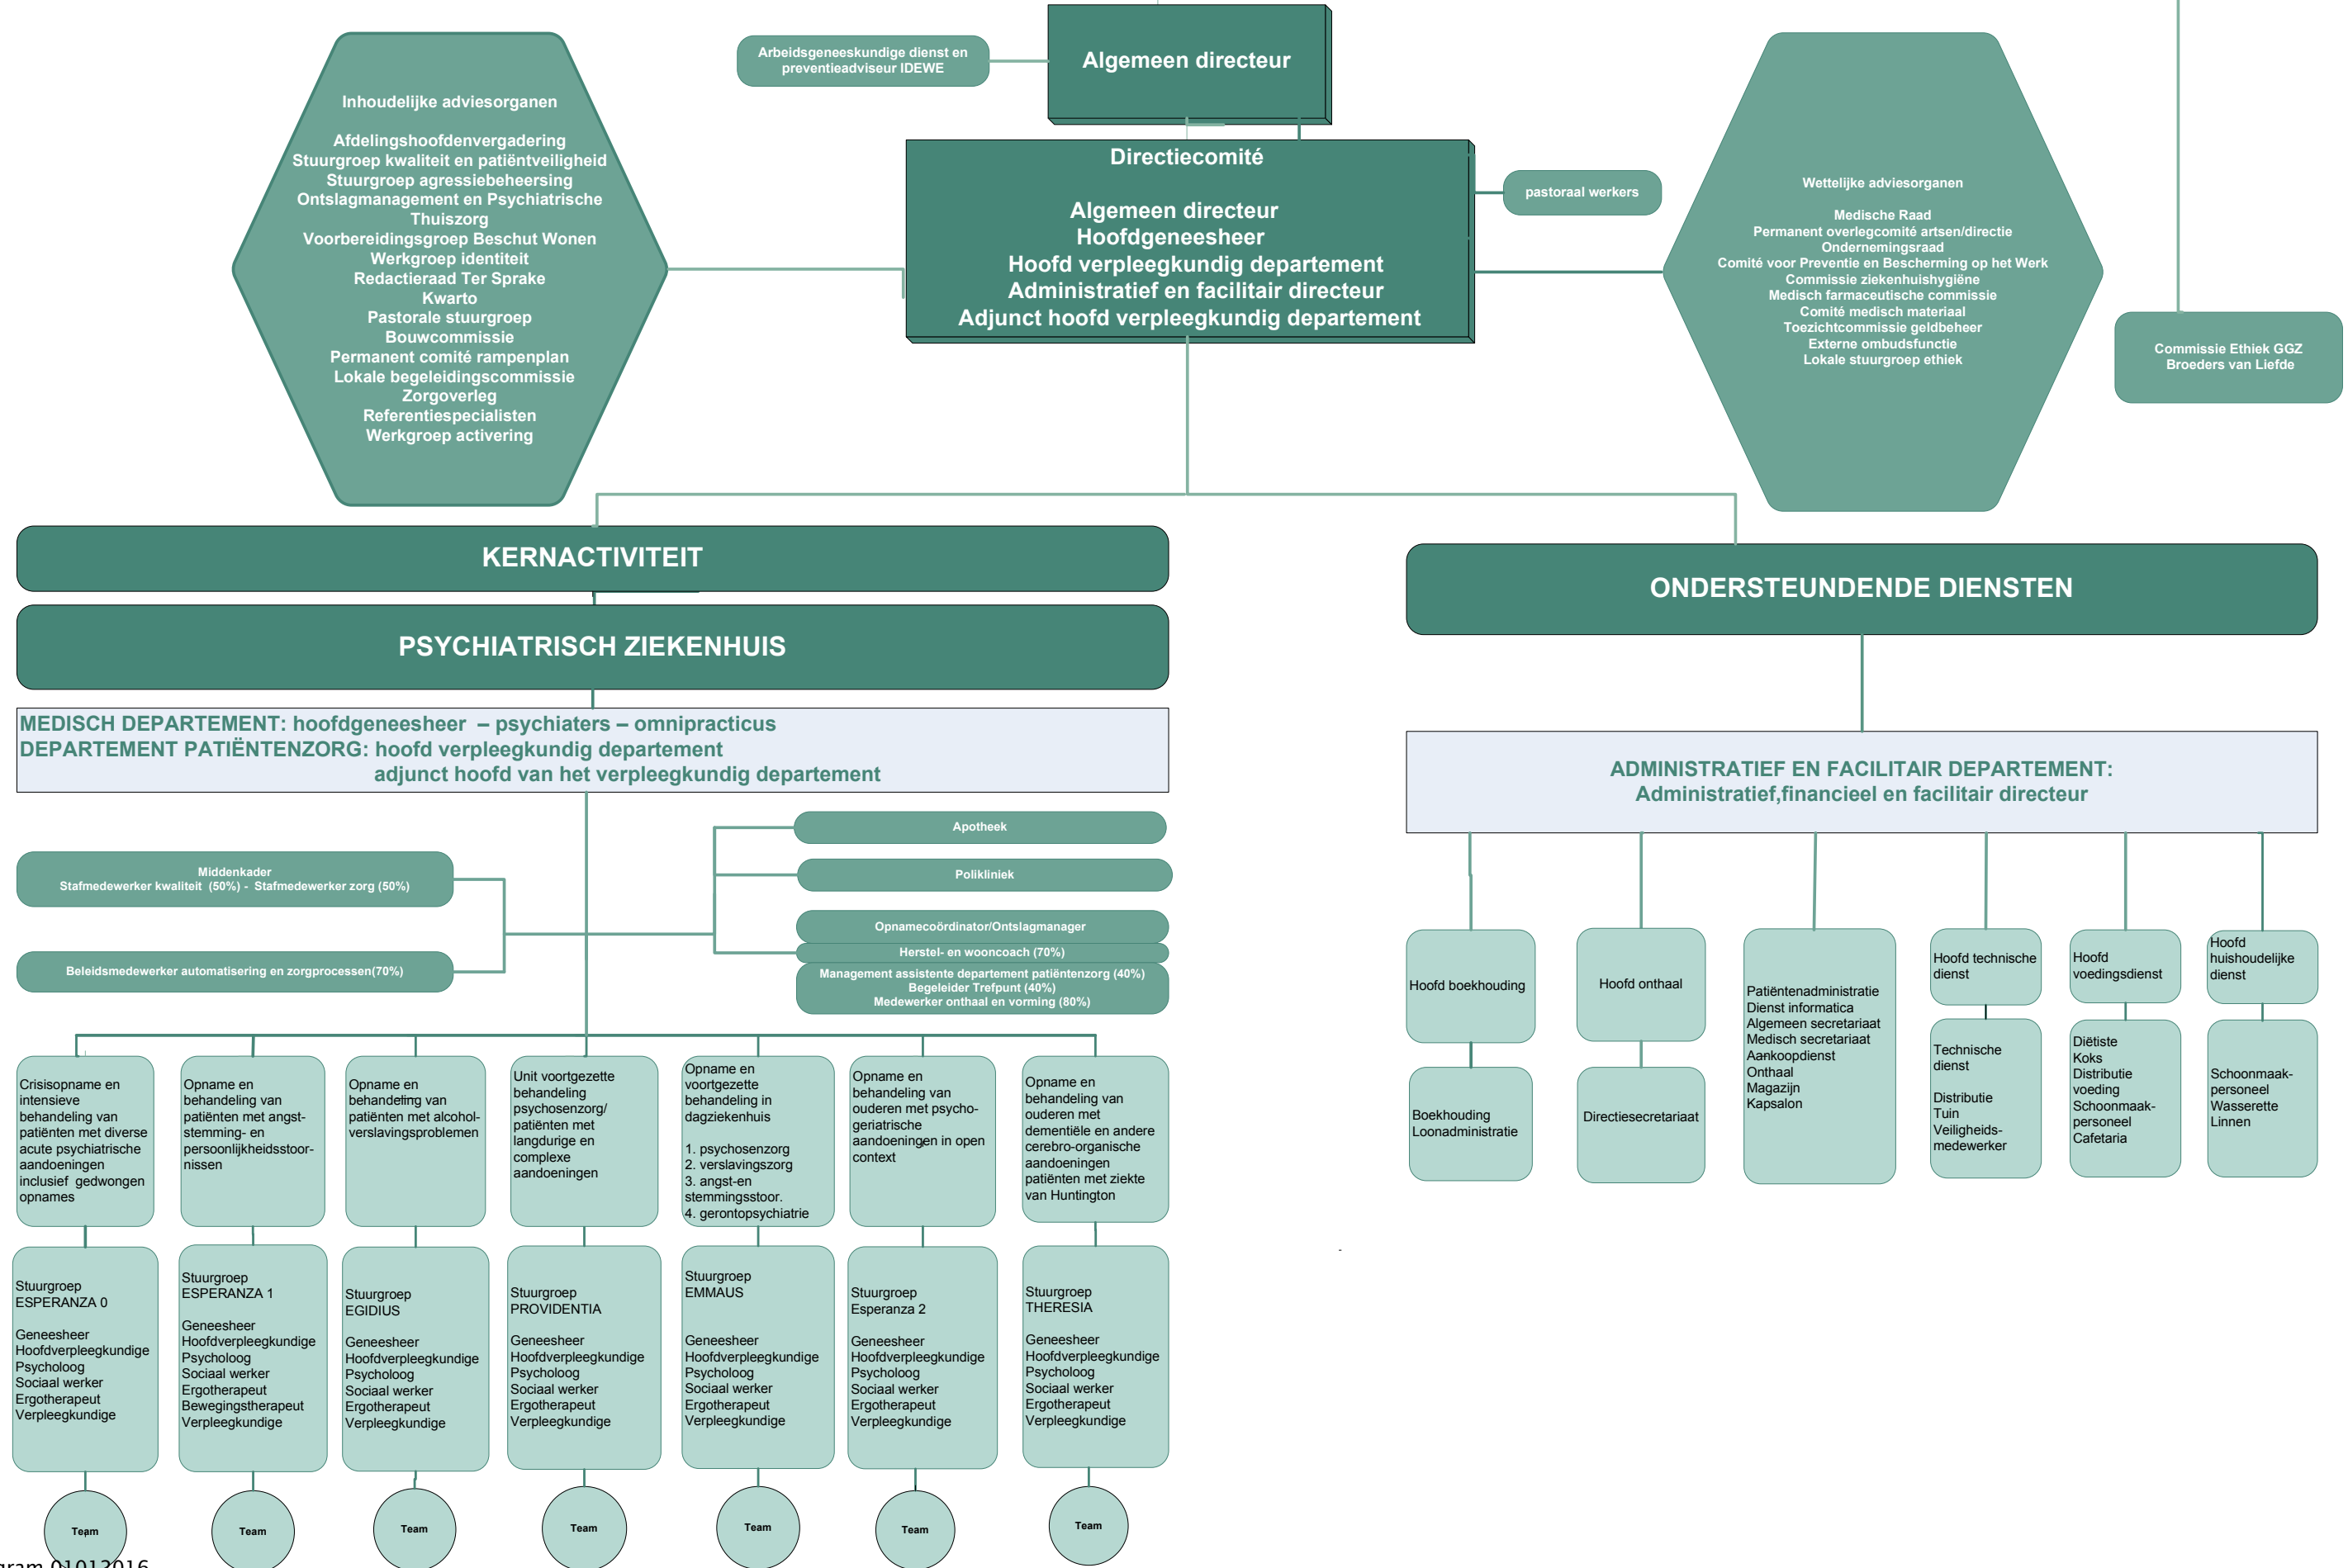 Algemeen directeur
Arbeidsgeneeskundige dienst en
preventieadviseur IDEWE
Inhoudelijke adviesorganen
Afdelingshoofdenvergadering
Stuurgroep kwaliteit en patiëntveiligheid
Stuurgroep agressiebeheersing
Ontslagmanagement en Psychiatrische
Thuiszorg
Voorbereidingsgroep Beschut Wonen
Werkgroep identiteit
Redactieraad Ter Sprake
Kwarto
Pastorale stuurgroep
Bouwcommissie
Permanent comité rampenplan
Lokale begeleidingscommissie
Zorgoverleg
Referentiespecialisten
Werkgroep activering
Directiecomité
Algemeen directeur
Hoofdgeneesheer
Hoofd verpleegkundig departement
Administratief en facilitair directeur
Adjunct hoofd verpleegkundig departement
pastoraal werkers
Wettelijke adviesorganen
Medische Raad
Permanent overlegcomité artsen/directie
Ondernemingsraad
Comité voor Preventie en Bescherming op het Werk
Commissie ziekenhuishygiëne
Medisch farmaceutische commissie
Comité medisch materiaal
Toezichtcommissie geldbeheer
Externe ombudsfunctie
Lokale stuurgroep ethiek
Commissie Ethiek GGZ
Broeders van Liefde
KERNACTIVITEIT
PSYCHIATRISCH ZIEKENHUIS
MEDISCH DEPARTEMENT: hoofdgeneesheer – psychiaters – omnipracticus
DEPARTEMENT PATIËNTENZORG: hoofd verpleegkundig departement
adjunct hoofd van het verpleegkundig departement
Middenkader
Stafmedewerker kwaliteit (50%) - Stafmedewerker zorg (50%)
Beleidsmedewerker automatisering en zorgprocessen(70%)
Apotheek
Polikliniek
Opnamecoördinator/Ontslagmanager
Herstel- en wooncoach (70%)
Management assistente departement patiëntenzorg (40%)
Begeleider Trefpunt (40%)
Medewerker onthaal en vorming (80%)
Crisisopname en
intensieve
behandeling van
patiënten met diverse
acute psychiatrische
aandoeningen
inclusief gedwongen
opnames
Opname en
behandeling van
patiënten met angst-
stemming- en
persoonlijkheidsstoor-
nissen
Opname en
behandeling van
patiënten met alcohol-
verslavingsproblemen
Unit voortgezette
behandeling
psychosenzorg/
patiënten met
langdurige en
complexe
aandoeningen
Opname en
voortgezette
behandeling in
dagziekenhuis
1. psychosenzorg
2. verslavingszorg
3. angst-en
stemmingsstoor.
4. gerontopsychiatrie
Opname en
behandeling van
ouderen met psycho-
geriatrische
aandoeningen in open
context
Opname en
behandeling van
ouderen met
dementiële en andere
cerebro-organische
aandoeningen
patiënten met ziekte
van Huntington
Stuurgroep
ESPERANZA 0
Geneesheer
Hoofdverpleegkundige
Psycholoog
Sociaal werker
Ergotherapeut
Verpleegkundige
Stuurgroep
ESPERANZA 1
Geneesheer
Hoofdverpleegkundige
Psycholoog
Sociaal werker
Ergotherapeut
Bewegingstherapeut
Verpleegkundige
Stuurgroep
EGIDIUS
Geneesheer
Hoofdverpleegkundige
Psycholoog
Sociaal werker
Ergotherapeut
Verpleegkundige
Stuurgroep
PROVIDENTIA
Geneesheer
Hoofdverpleegkundige
Psycholoog
Sociaal werker
Ergotherapeut
Verpleegkundige
Stuurgroep
EMMAUS
Geneesheer
Hoofdverpleegkundige
Psycholoog
Sociaal werker
Ergotherapeut
Verpleegkundige
Stuurgroep
Esperanza 2
Geneesheer
Hoofdverpleegkundige
Psycholoog
Sociaal werker
Ergotherapeut
Verpleegkundige
Stuurgroep
THERESIA
Geneesheer
Hoofdverpleegkundige
Psycholoog
Sociaal werker
Ergotherapeut
Verpleegkundige
Team
Team
Team
Team
Team
Team
Team
ONDERSTEUNDENDE DIENSTEN
ADMINISTRATIEF EN FACILITAIR DEPARTEMENT:
Administratief,financieel en facilitair directeur
Hoofd boekhouding
Boekhouding
Loonadministratie
Hoofd onthaal
Directiesecretariaat
Patiëntenadministratie
Dienst informatica
Algemeen secretariaat
Medisch secretariaat
Aankoopdienst
Onthaal
Magazijn
Kapsalon
Hoofd technische
dienst
Technische
dienst
Distributie
Tuin
Veiligheids-
medewerker
Hoofd
voedingsdienst
Diëtiste
Koks
Distributie
voeding
Schoonmaak-
personeel
Cafetaria
Hoofd
huishoudelijke
dienst
Schoonmaak-
personeel
Wasserette
Linnen
-
gram 01013016